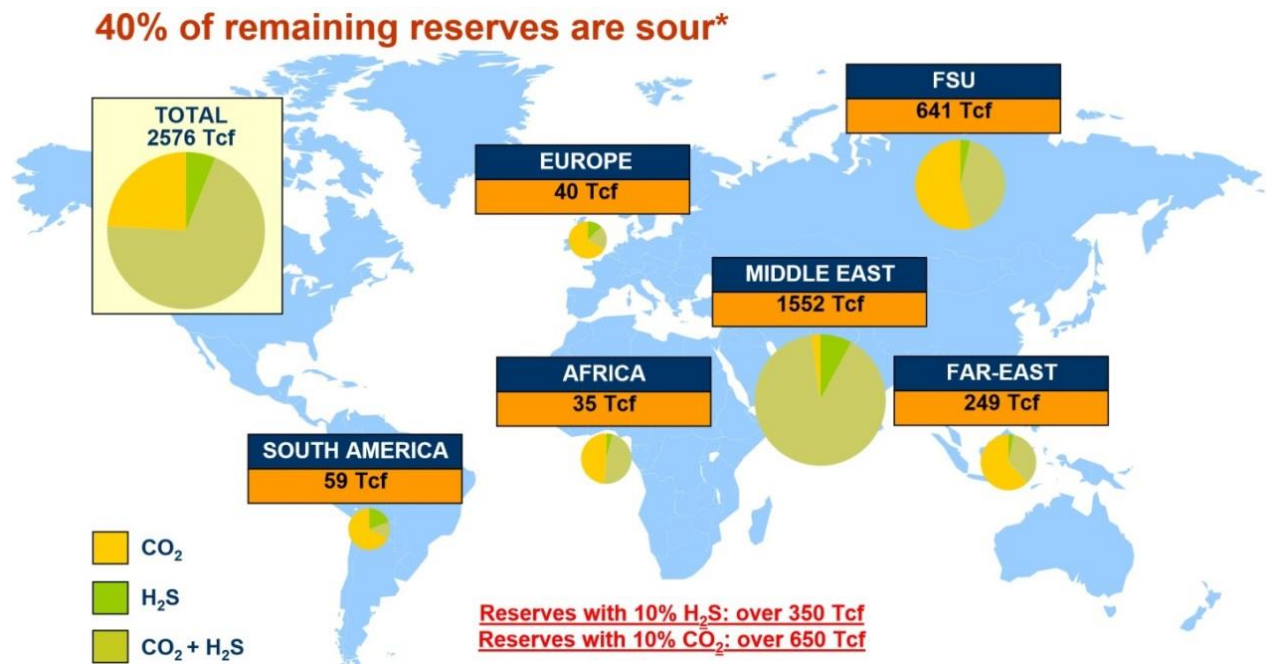 40% of remaining reserves are sour*
TOTAL
2576 Tcf
FSU
641 Tcf
EUROPE
40 Tcf
MIDDLE EAST
1552 Tcf
AFRICA
35 Tcf
FAR-EAST
249 Tcf
SOUTH AMERICA
59 Tcf
CO₂
H₂S
CO₂ + H₂S
Reserves with 10% H₂S: over 350 Tcf
Reserves with 10% CO₂: over 650 Tcf